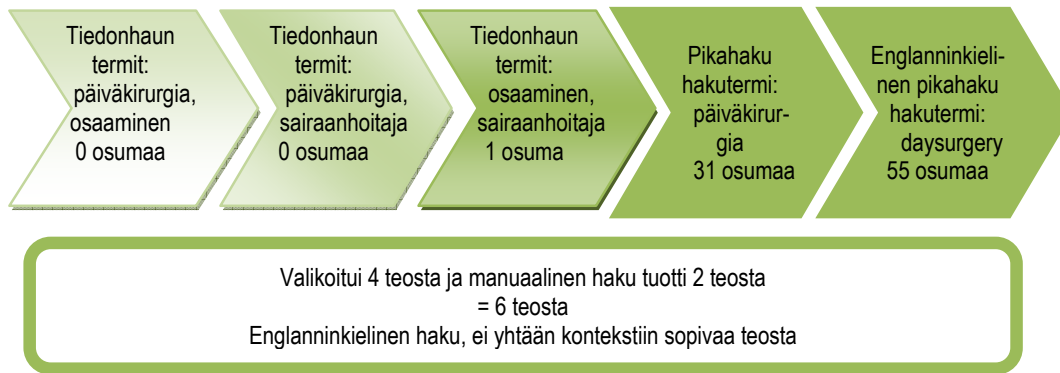 Tiedonhaun
termit:
päiväkirurgia,
osaaminen
0 osumaa
Tiedonhaun
termit:
päiväkirurgia,
sairaanhoitaja
0 osumaa
Tiedonhaun
termit:
osaaminen,
sairaanhoitaja
1 osuma
Pikahaku
hakutermi:
päiväkirur-
gia
31 osumaa
Englanninkieli-
nen pikahaku
hakutermi:
daysurgery
55 osumaa
Valikoitui 4 teosta ja manuaalinen haku tuotti 2 teosta
= 6 teosta
Englanninkielinen haku, ei yhtään kontekstiin sopivaa teosta